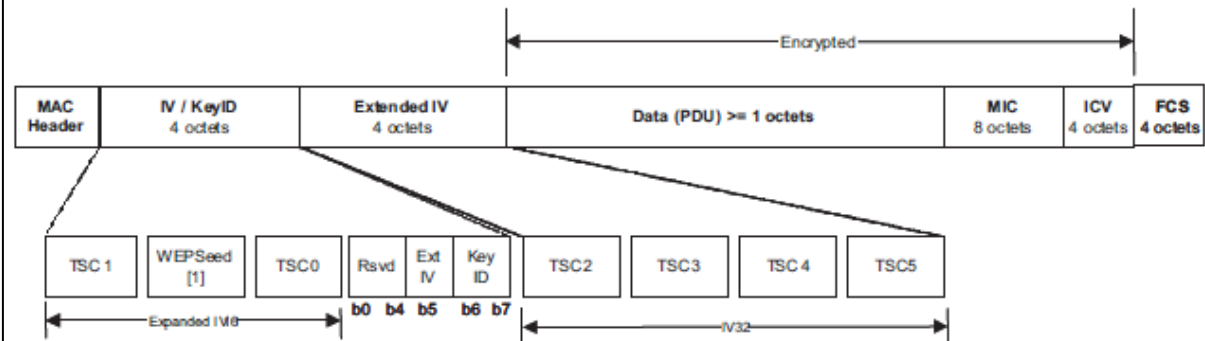 Encrypted
MAC Header
IV / KeyID
4 octets
Extended IV
4 octets
Data (PDU) >= 1 octets
MIC
8 octets
ICV
4 octets
FCS
4 octets
TSC 1
WEPSeed
[1]
TSC0
Rsvd
Ext
IV
Key
ID
TSC2
TSC3
TSC 4
TSC5
b0 b4 b5 b6 b7
Expanded IV16
IV32